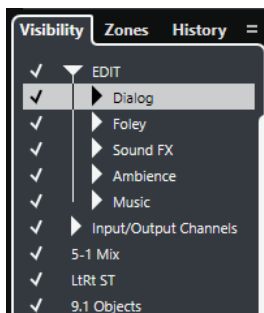 Visibility Zones History
EDIT
Dialog
Foley
Sound FX
Ambience
Music
Input/Output Channels
5-1 Mix
LtRt ST
9.1 Objects